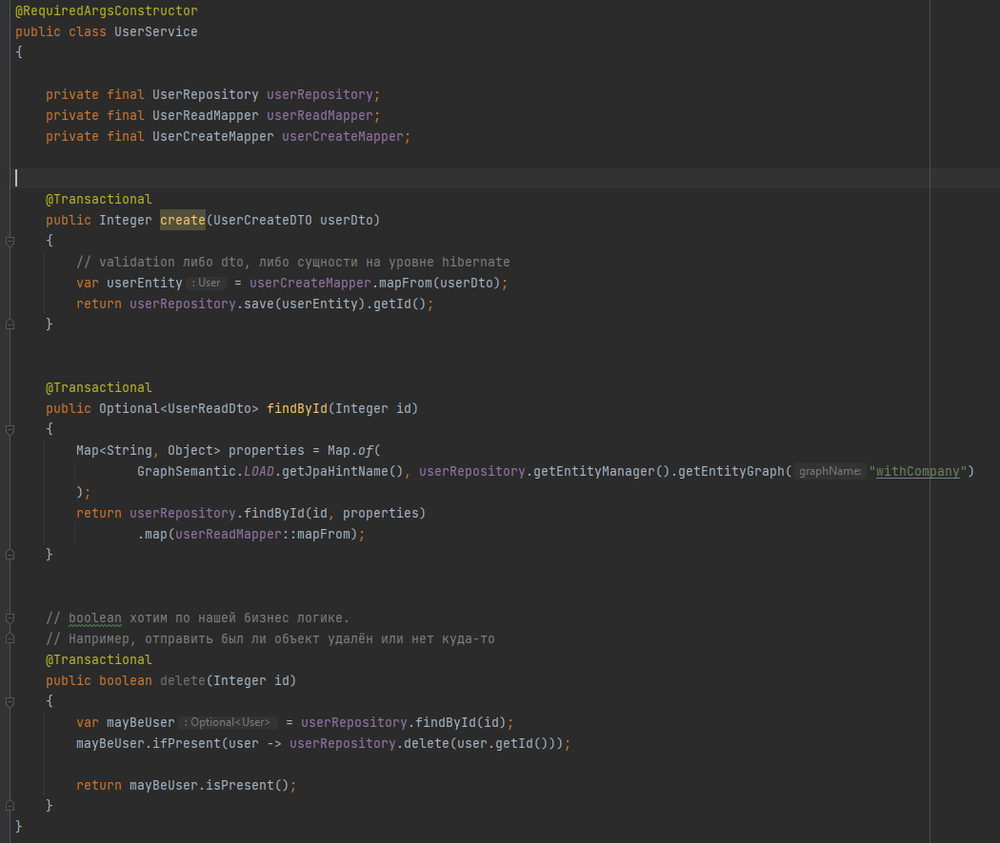 @RequiredArgsConstructor
public class UserService
{
private final UserRepository userRepository;
private final UserReadMapper userReadMapper;
private final UserCreateMapper userCreateMapper;
@Transactional
public Integer create(UserCreateDTO userDto)
{
// validation либо dto, либо сущности на уровне hibernate
var userEntity : User = userCreateMapper.mapFrom(userDto);
return userRepository.save(userEntity).getId();
}
@Transactional
public Optional<UserReadDto> findById(Integer id)
{
Map<String, Object> properties = Map.of(
GraphSemantic.LOAD.getJpaHintName(), userRepository.getEntityManager().getEntityGraph( graphName: "withCompany")
);
return userRepository.findById(id, properties)
.map(userReadMapper::mapFrom);
}
// boolean хотим по нашей бизнес логике.
// Например, отправить был ли объект удалён или нет куда-то
@Transactional
public boolean delete(Integer id)
{
var mayBeUser : Optional<User> = userRepository.findById(id);
mayBeUser.ifPresent(user -> userRepository.delete(user.getId()));
return mayBeUser.isPresent();
}
}